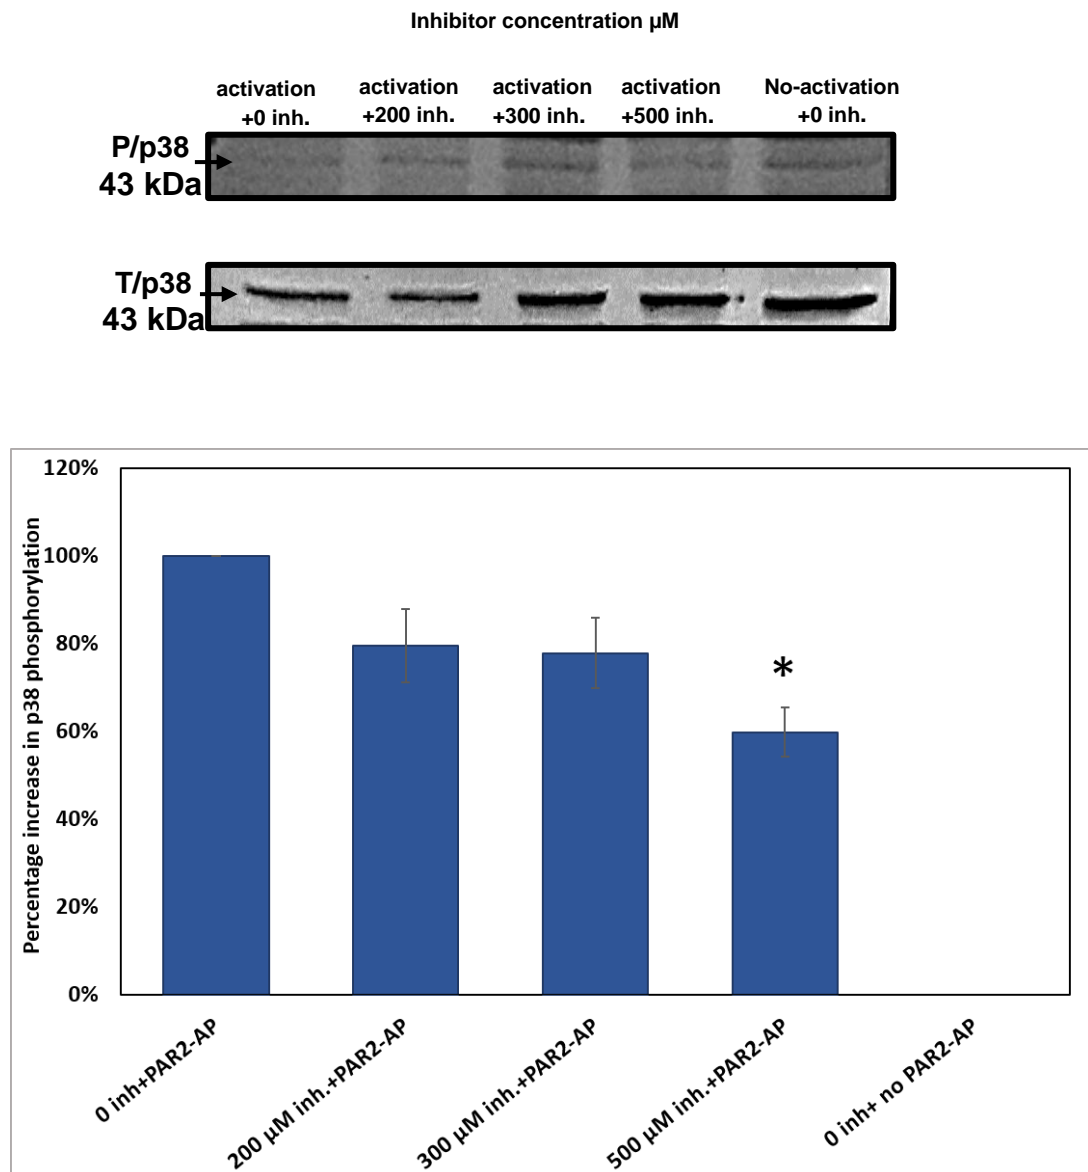 Inhibitor concentration µM
activation activation activation activation No-activation
+0 inh. +200 inh. +300 inh. +500 inh. +0 inh.
P/p38
43 kDa
T/p38
43 kDa
120%
100%
80%
60%
40%
20%
0%
Percentage increase in p38 phosphorylation
*
0 inh+PAR2-AP
200 µM inh.+PAR2-AP
300 µM inh.+PAR2-AP
500 µM inh.+PAR2-AP
0 inh+ no PAR2-AP